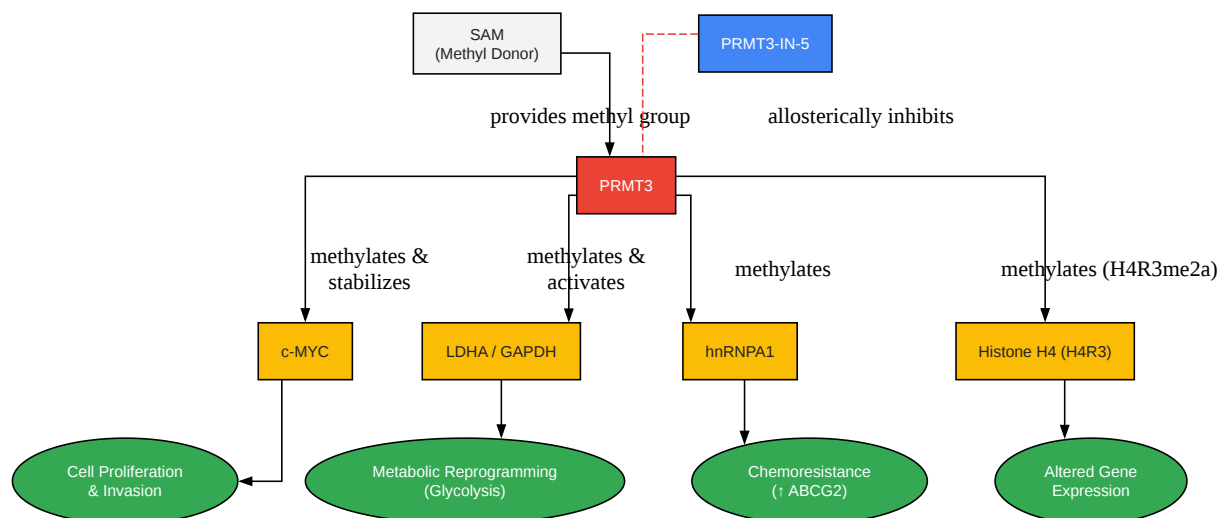 SAM
(Methyl Donor)
PRMT3-IN-5
provides methyl group
allosterically inhibits
PRMT3
methylates &
stabilizes
methylates &
activates
methylates
methylates (H4R3me2a)
c-MYC
LDHA / GAPDH
hnRNPA1
Histone H4 (H4R3)
Cell Proliferation
& Invasion
Metabolic Reprogramming
(Glycolysis)
Chemoresistance
(↑ ABCG2)
Altered Gene
Expression